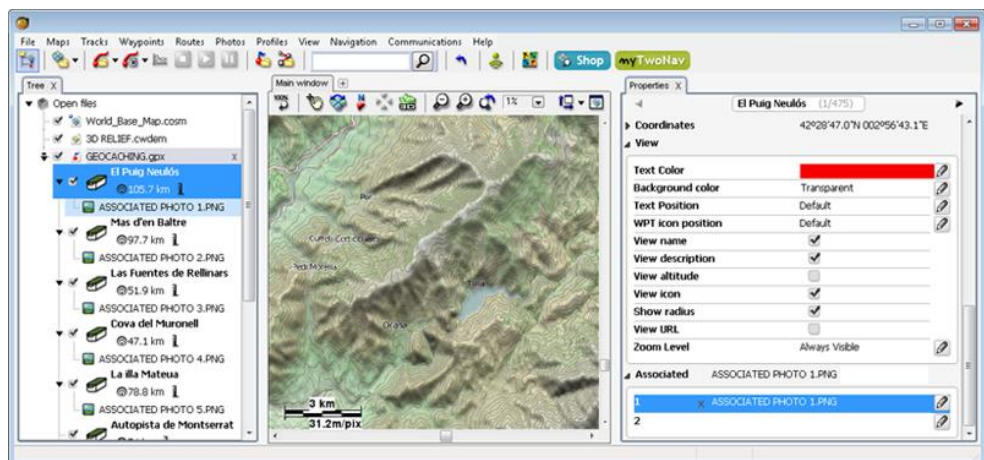 File Maps Tracks Waypoints Routes Photos Profiles View Navigation Communications Help
Shop
myTwoNav
Tree X
Open files
World_Base_Map.cosm
3D RELIEF.cwdem
GEOCACHING.gpx X
El Puig Neulós
105.7 km
ASSOCIATED PHOTO 1.PNG
Mas d'en Baltre
97.7 km
ASSOCIATED PHOTO 2.PNG
Las Fuentes de Rellinars
51.9 km
ASSOCIATED PHOTO 3.PNG
Cova del Muronell
47.1 km
ASSOCIATED PHOTO 4.PNG
La illa Mateua
78.8 km
ASSOCIATED PHOTO 5.PNG
Autopista de Montserrat
Main window
100%
1%
3 km
31.2m/pix
Properties X
El Puig Neulós (1/475)
Coordinates 42º28'47.0"N 002º56'43.1"E
View
Text Color
Background color Transparent
Text Position Default
WPT icon position Default
View name
View description
View altitude
View icon
Show radius
View URL
Zoom Level Always Visible
Associated ASSOCIATED PHOTO 1.PNG
1 x ASSOCIATED PHOTO 1.PNG
2